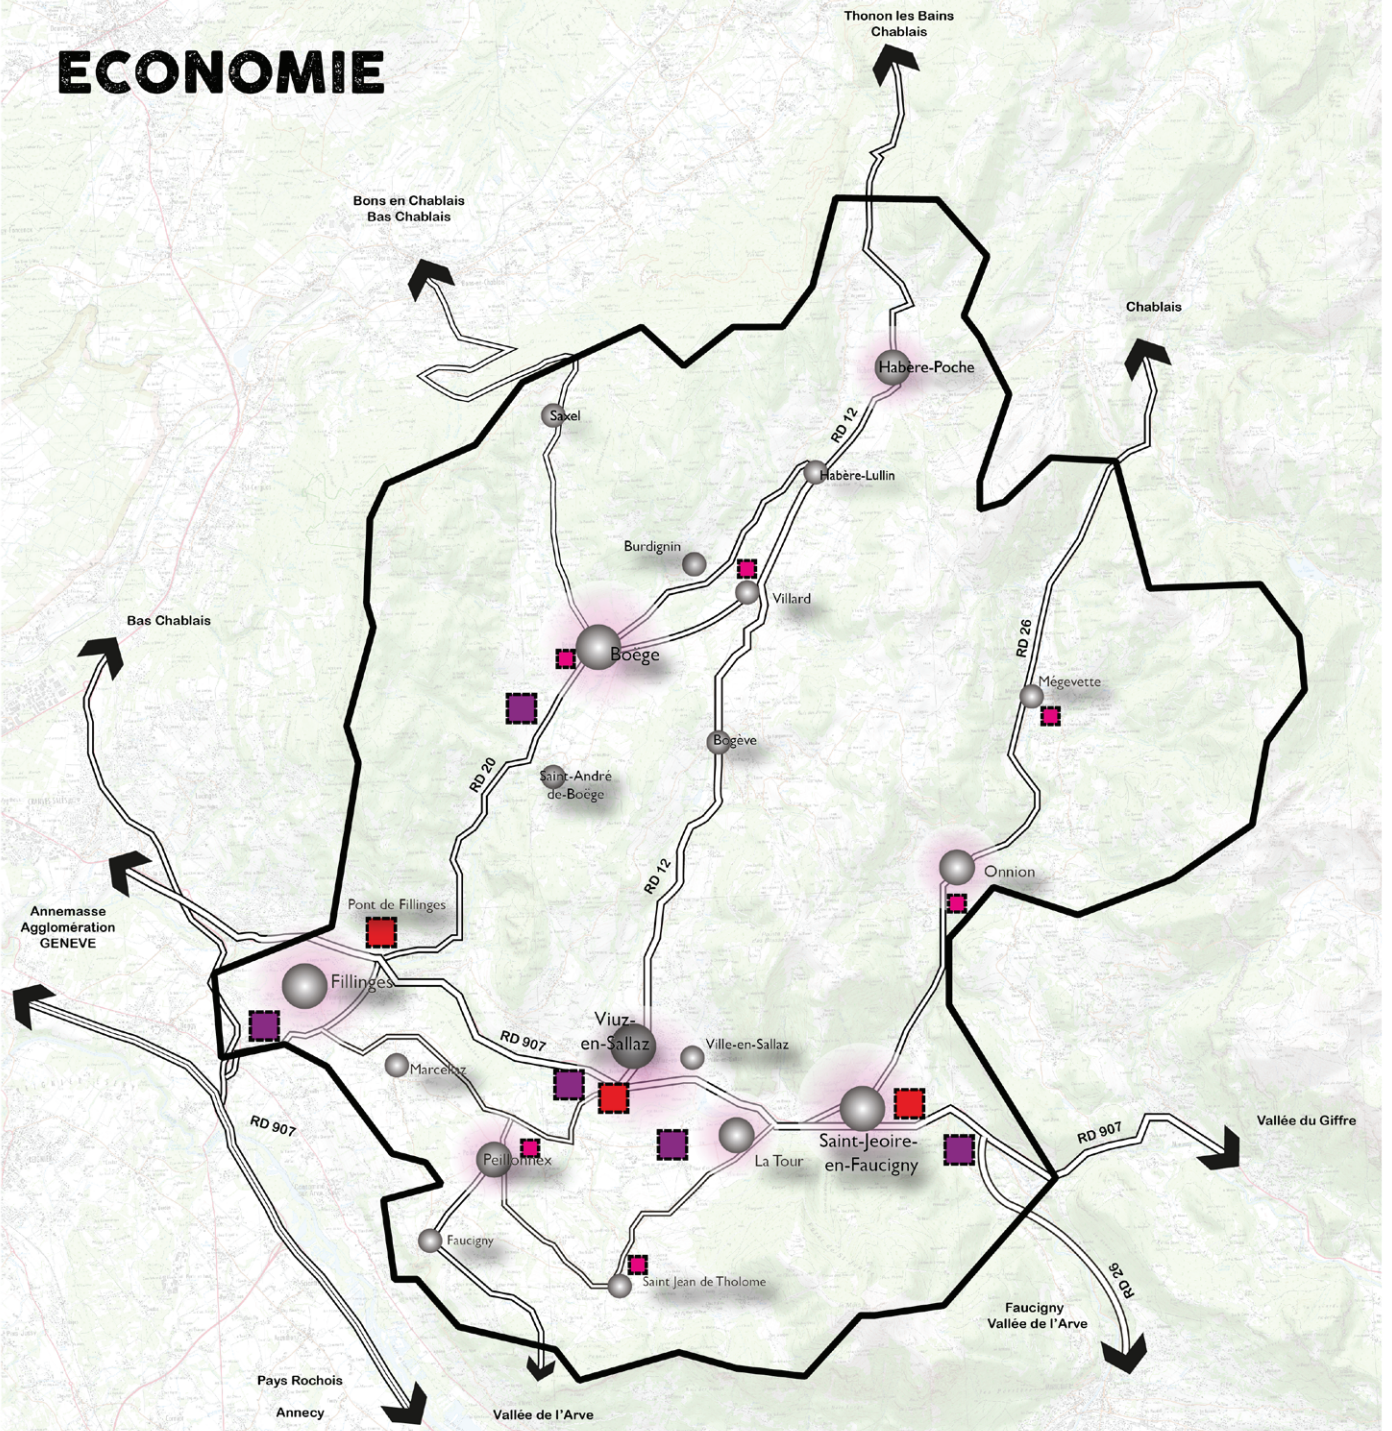 Thonon les Bains
Chablais
ECONOMIE
Bons en Chablais
Bas Chablais
Chablais
Habère-Poche
RD 12
Saxel
Habère-Lullin
Burdignin
Villard
Bas Chablais
RD 26
Boëge
Mégevette
Bogève
RD 20
Saint-André
de-Boëge
RD 12
Onnion
Pont de Fillinges
Annemasse
Agglomération
GENEVE
Fillinges
Viuz-
en-Sallaz
RD 907
Ville-en-Sallaz
Marcellaz
RD 907
Vallée du Giffre
RD 907
Saint-Jeoire-
en-Faucigny
Peillonnex
La Tour
Faucigny
Saint Jean de Tholome
RD 26
Faucigny
Vallée de l'Arve
Pays Rochois
Annecy
Vallée de l'Arve